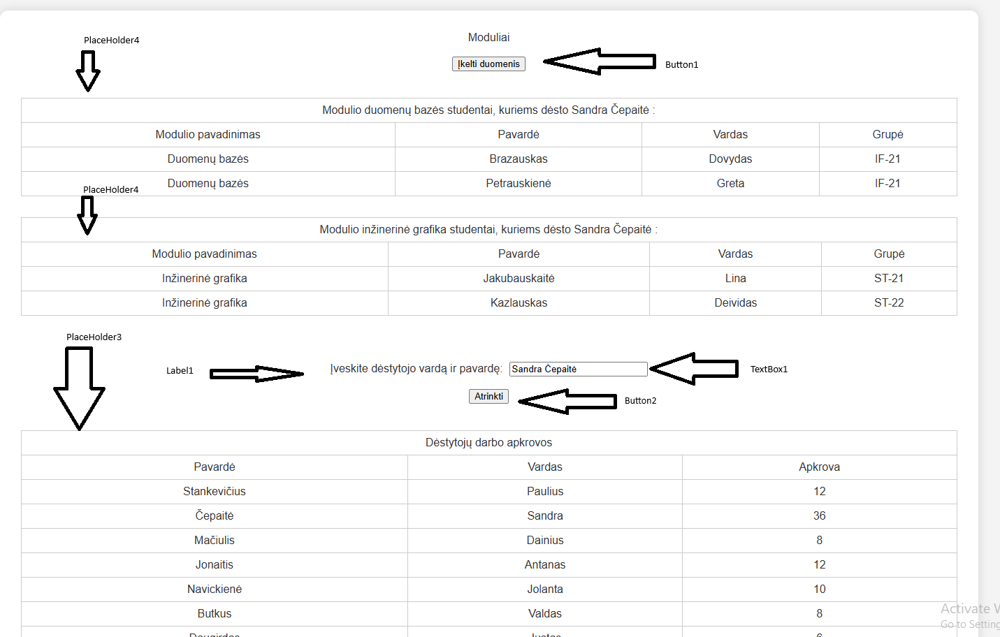 PlaceHolder4
Moduliai
Įkelti duomenis
Button1
Modulio duomenų bazės studentai, kuriems dėsto Sandra Čepaitė :
Modulio pavadinimas Pavardė Vardas Grupė
Duomenų bazės Brazauskas Dovydas IF-21
Duomenų bazės Petrauskienė Greta IF-21
PlaceHolder4
Modulio inžinerinė grafika studentai, kuriems dėsto Sandra Čepaitė :
Modulio pavadinimas Pavardė Vardas Grupė
Inžinerinė grafika Jakubauskaitė Lina ST-21
Inžinerinė grafika Kazlauskas Deividas ST-22
PlaceHolder3
Label1 Įveskite dėstytojo vardą ir pavardę: Sandra Čepaitė TextBox1
Atrinkti Button2
Dėstytojų darbo apkrovos
Pavardė Vardas Apkrova
Stankevičius Paulius 12
Čepaitė Sandra 36
Mačiulis Dainius 8
Jonaitis Antanas 12
Navickienė Jolanta 10
Butkus Valdas 8
Activate W
Go to Setting